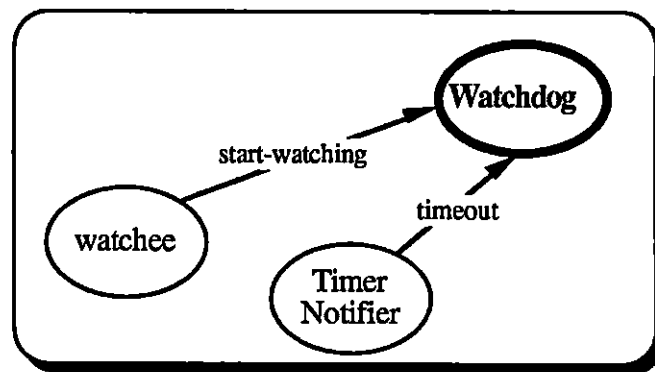 Watchdog
start-watching
timeout
watchee
Timer
Notifier